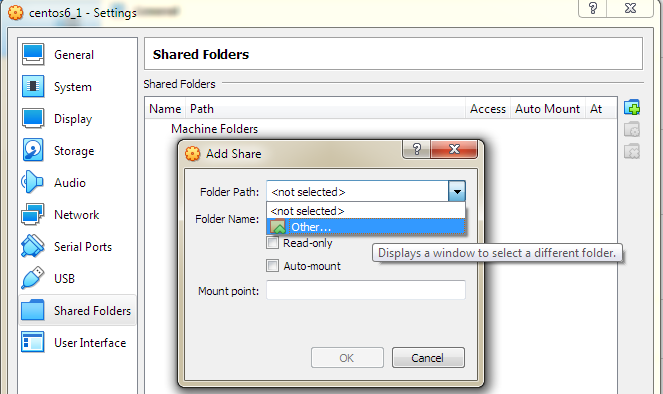 centos6_1 - Settings
?
General
System
Display
Storage
Audio
Network
Serial Ports
USB
Shared Folders
User Interface
Shared Folders
Shared Folders
Name Path Access Auto Mount At
Machine Folders
Add Share
?
Folder Path: <not selected>
<not selected>
Other...
Folder Name:
Read-only
Displays a window to select a different folder.
Auto-mount
Mount point:
OK Cancel